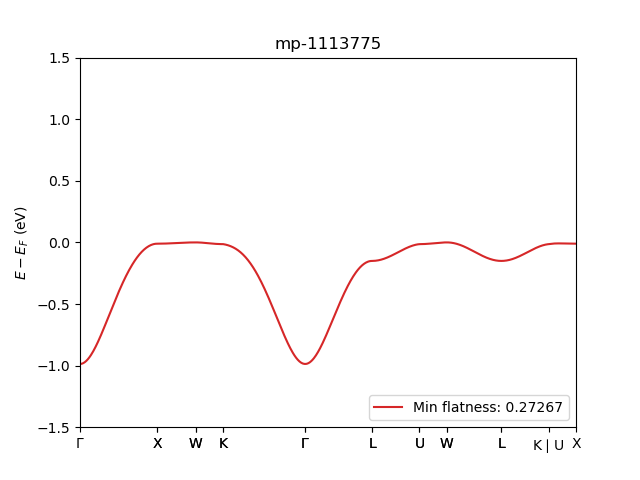 mp-1113775
1.5
1.0
0.5
0.0
−0.5
−1.0
−1.5
E − E_F (eV)
Min flatness: 0.27267
Γ X W K Γ L U W L K | U X